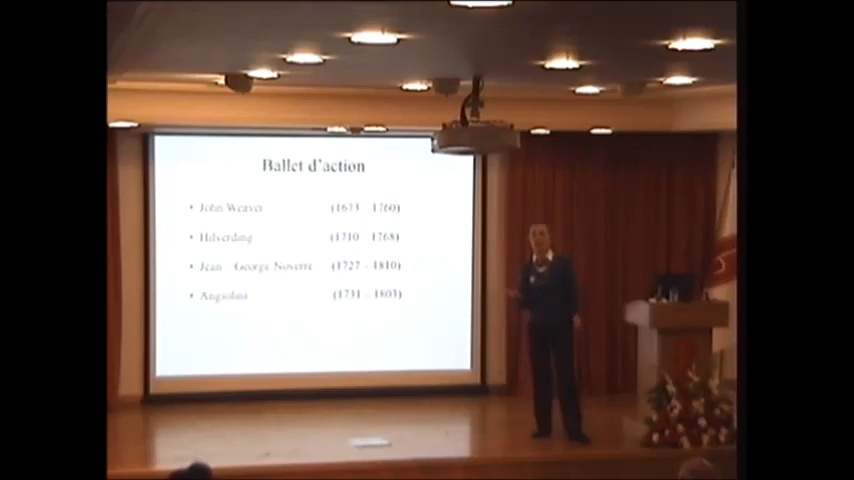 Ballet d'action
• John Weaver (1673 - 1760)
• Hilverding (1710 - 1768)
• Jean - George Noverre (1727 - 1810)
• Angiolini (1731 - 1803)